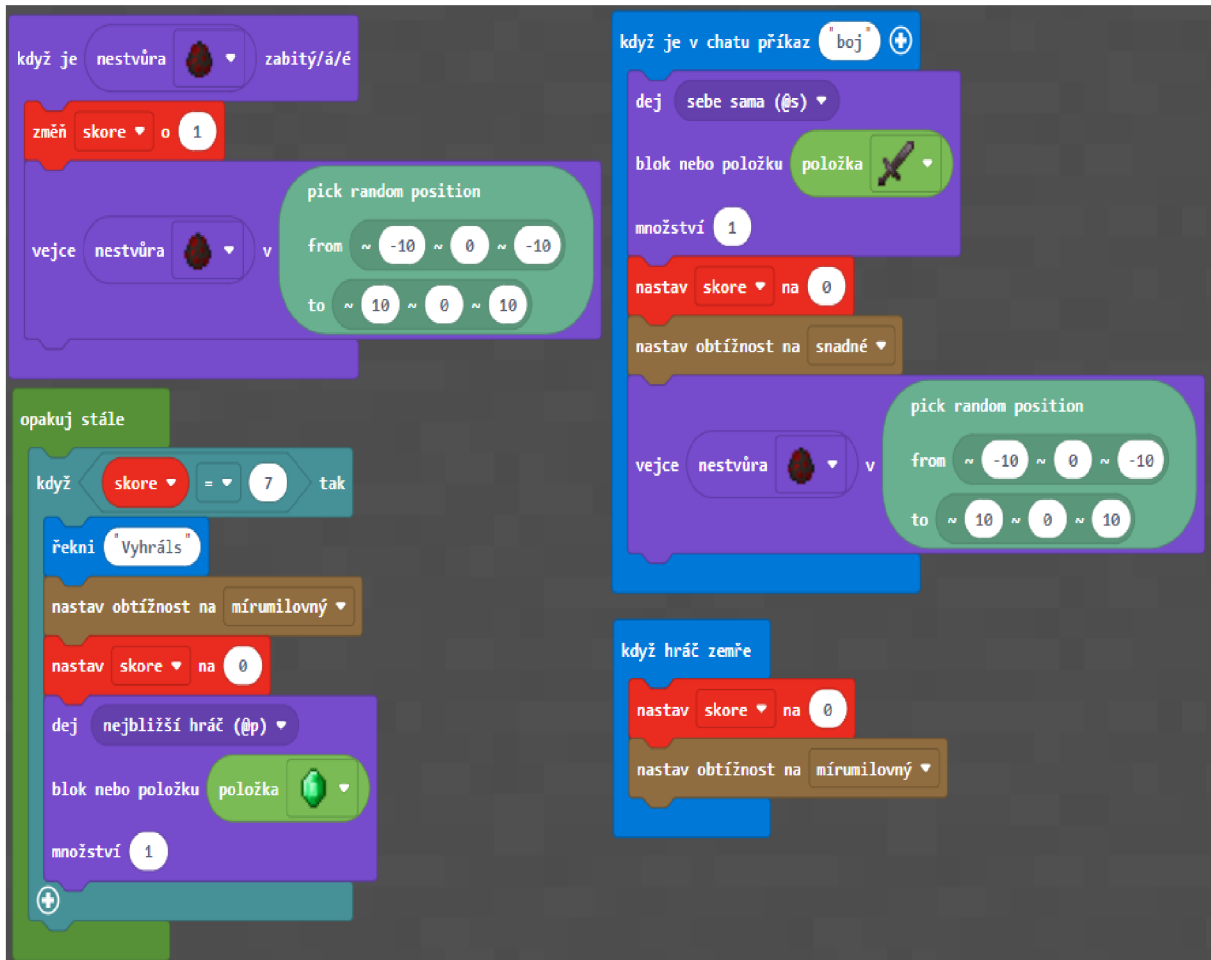 když je nestvůra zabitý/á/é
změň skore o 1
pick random position
vejce nestvůra v from ~ -10 ~ 0 ~ -10
to ~ 10 ~ 0 ~ 10
opakuj stále
když skore = 7 tak
řekni "Vyhráls"
nastav obtížnost na mírumilovný
nastav skore na 0
dej nejbližší hráč (@p)
blok nebo položku položka
množství 1
když je v chatu příkaz "boj"
dej sebe sama (@s)
blok nebo položku položka
množství 1
nastav skore na 0
nastav obtížnost na snadné
pick random position
vejce nestvůra v from ~ -10 ~ 0 ~ -10
to ~ 10 ~ 0 ~ 10
když hráč zemře
nastav skore na 0
nastav obtížnost na mírumilovný